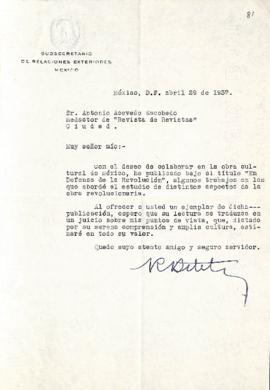 81
SUBSECRETARIO
DE RELACIONES EXTERIORES
MEXICO
México, D.F. abril 29 de 1937.
Sr. Antonio Acevedo Escobedo
Redactor de "Revista de Revistas"
C i u d a d .
Muy señor mío:-
Con el deseo de colaborar en la obra cul-
tural de México, he publicado bajo el título "En
Defensa de la Revolución", algunos trabajos en los
que abordé el estudio de distintos aspectos de la
obra revolucionaria.
Al ofrecer a usted un ejemplar de dicha-
publicación, espero que su lectura se traduzca en
un juicio sobre mis puntos de vista, que, dictado
por su serena comprensión y amplia cultura, esti-
maré en todo su valor.
Quedo suyo atento amigo y seguro servidor.